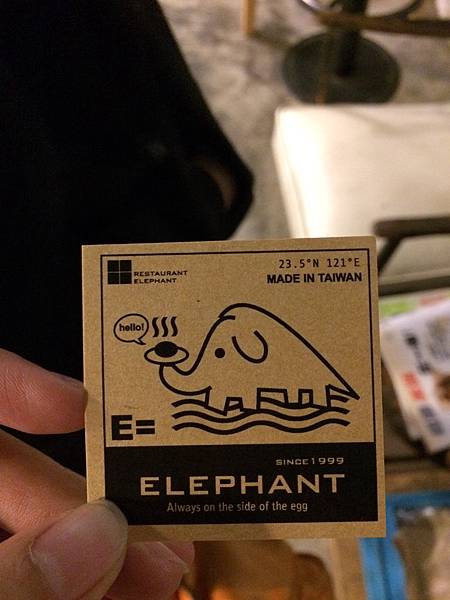 RESTAURANT
ELEPHANT
23.5°N 121°E
MADE IN TAIWAN
hello!
E=
SINCE1999
ELEPHANT
Always on the side of the egg